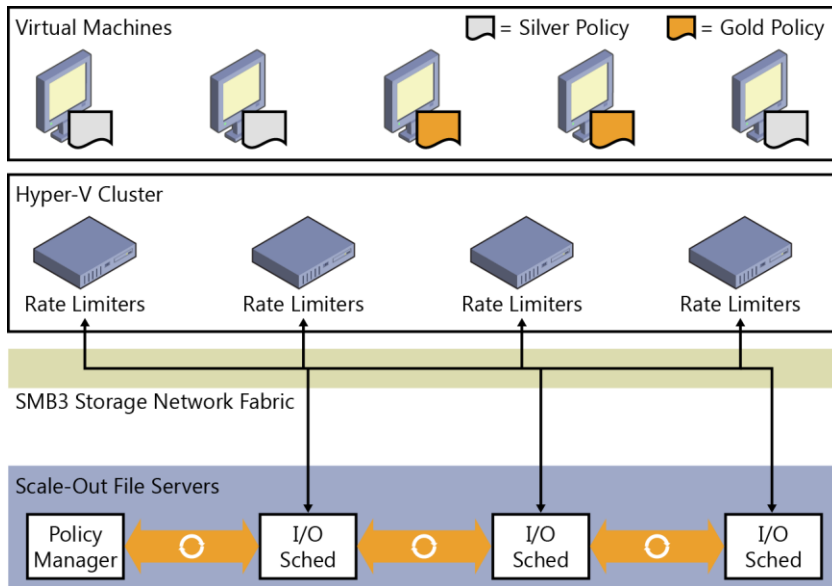 Virtual Machines
= Silver Policy
= Gold Policy
Hyper-V Cluster
Rate Limiters
Rate Limiters
Rate Limiters
Rate Limiters
SMB3 Storage Network Fabric
Scale-Out File Servers
Policy
Manager
I/O
Sched
I/O
Sched
I/O
Sched